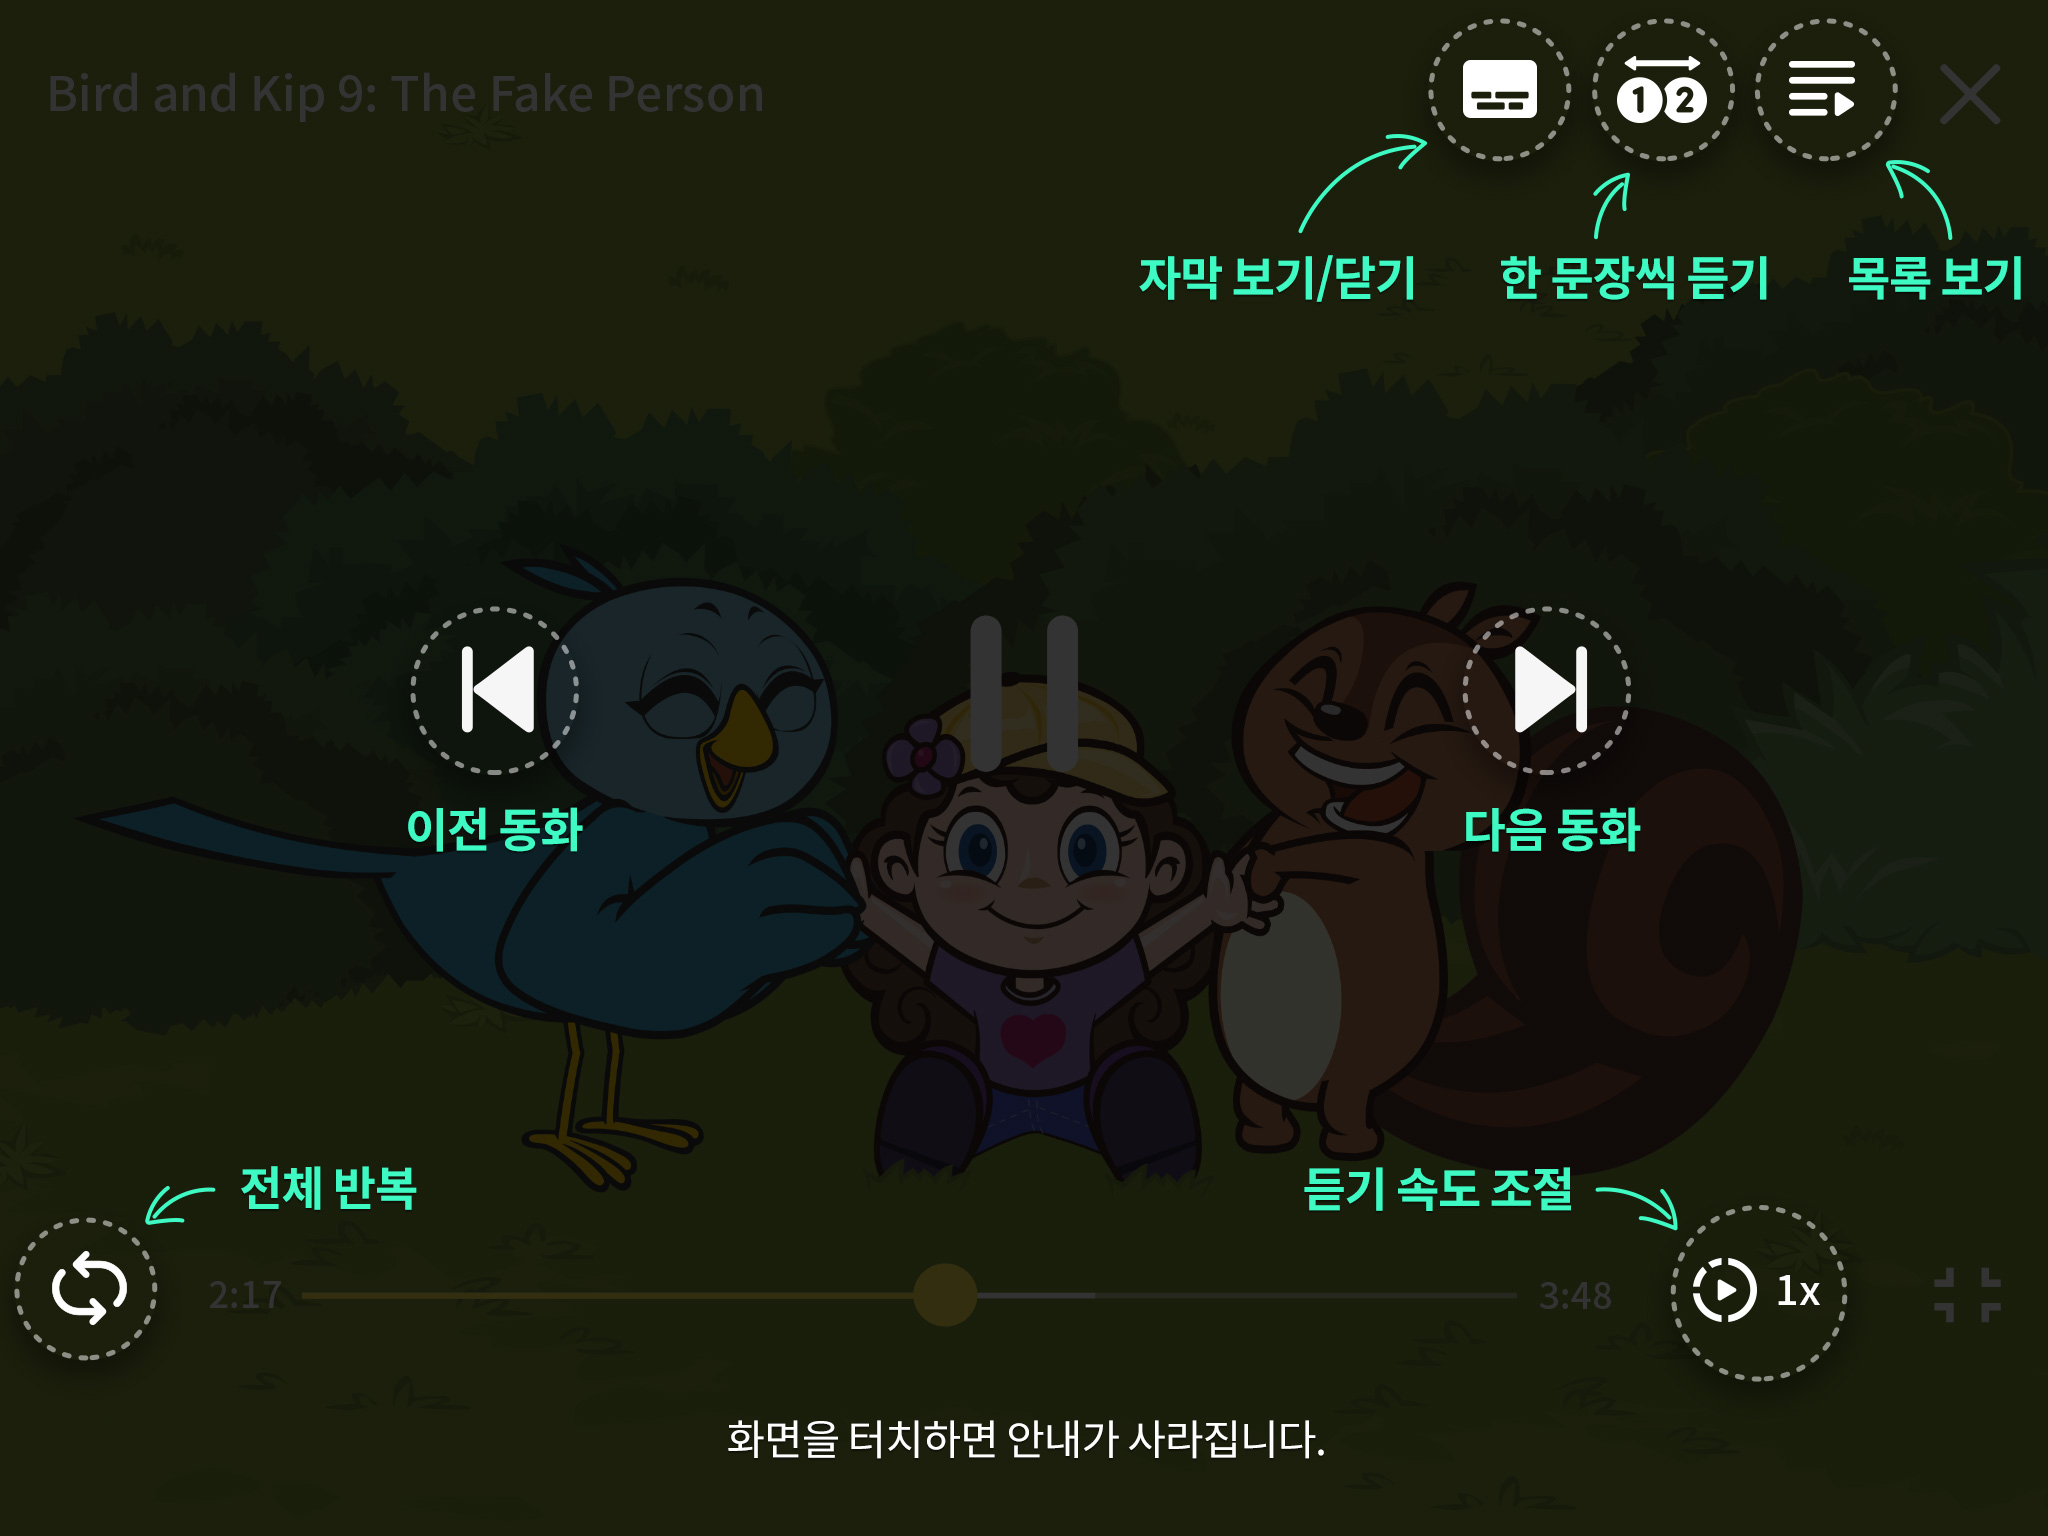 Bird and Kip 9: The Fake Person
1 2
자막 보기/닫기
한 문장씩 듣기
목록 보기
이전 동화
다음 동화
전체 반복
듣기 속도 조절
2:17
3:48
1x
화면을 터치하면 안내가 사라집니다.